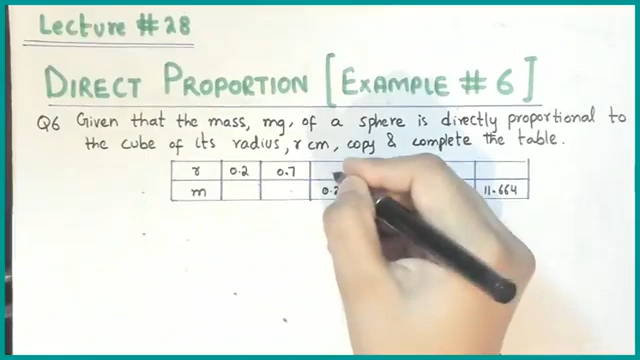 Lecture #28
DIRECT PROPORTION [EXAMPLE # 6]
Q6 Given that the mass, mg, of a sphere is directly proportional to
the cube of its radius, r cm, copy & complete the table.
r 0.2 0.7
m 11.664